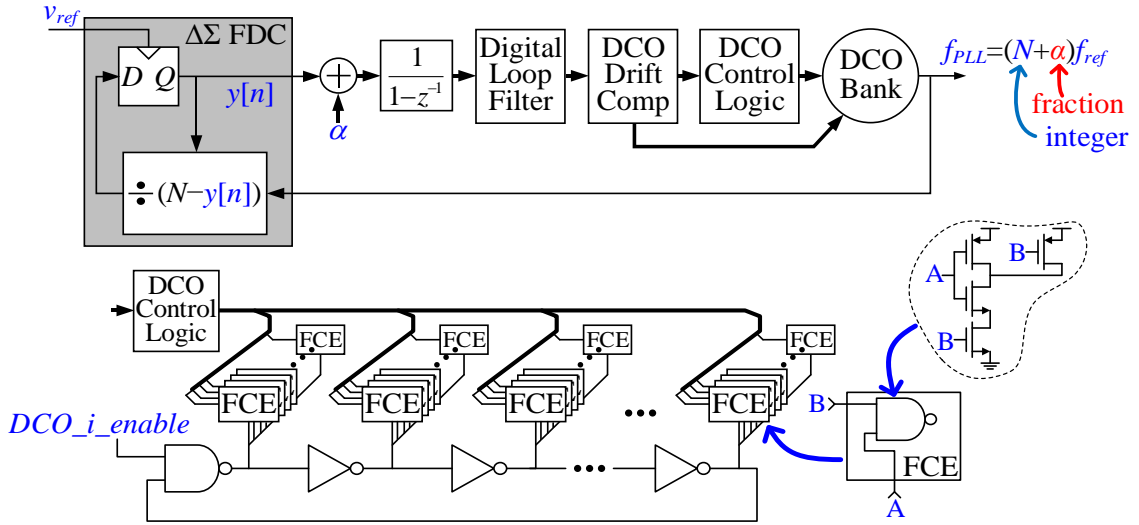 v_ref
ΔΣ FDC
D Q
y[n]
÷ (N−y[n])
+
α
1
1−z^-1
Digital
Loop
Filter
DCO
Drift
Comp
DCO
Control
Logic
DCO
Bank
f_PLL=(N+α)f_ref
fraction
integer
DCO
Control
Logic
FCE
FCE
FCE
FCE
FCE
FCE
FCE
FCE
DCO_i_enable
B
A
B
B
FCE
A